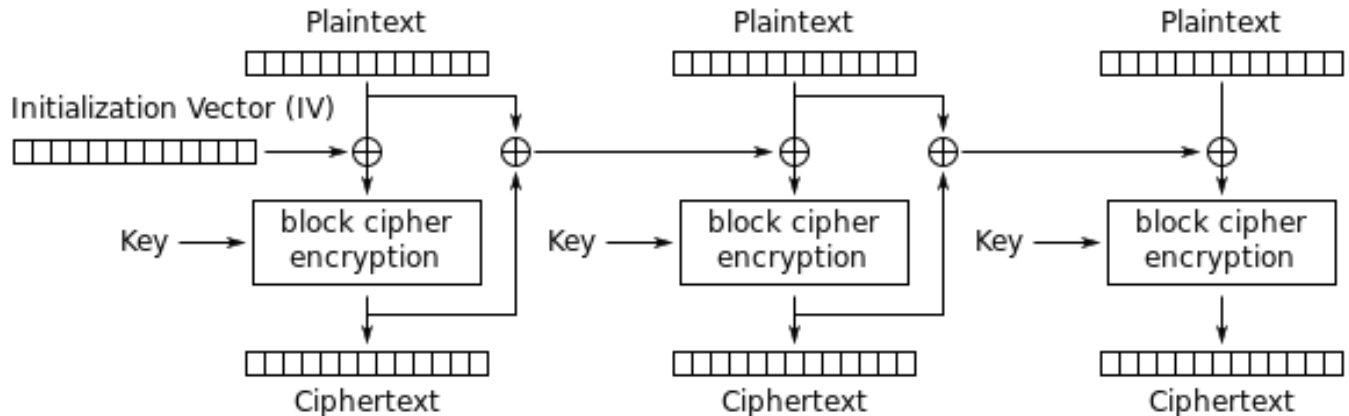 Plaintext
Plaintext
Plaintext
Initialization Vector (IV)
Key
block cipher
encryption
Key
block cipher
encryption
Key
block cipher
encryption
Ciphertext
Ciphertext
Ciphertext